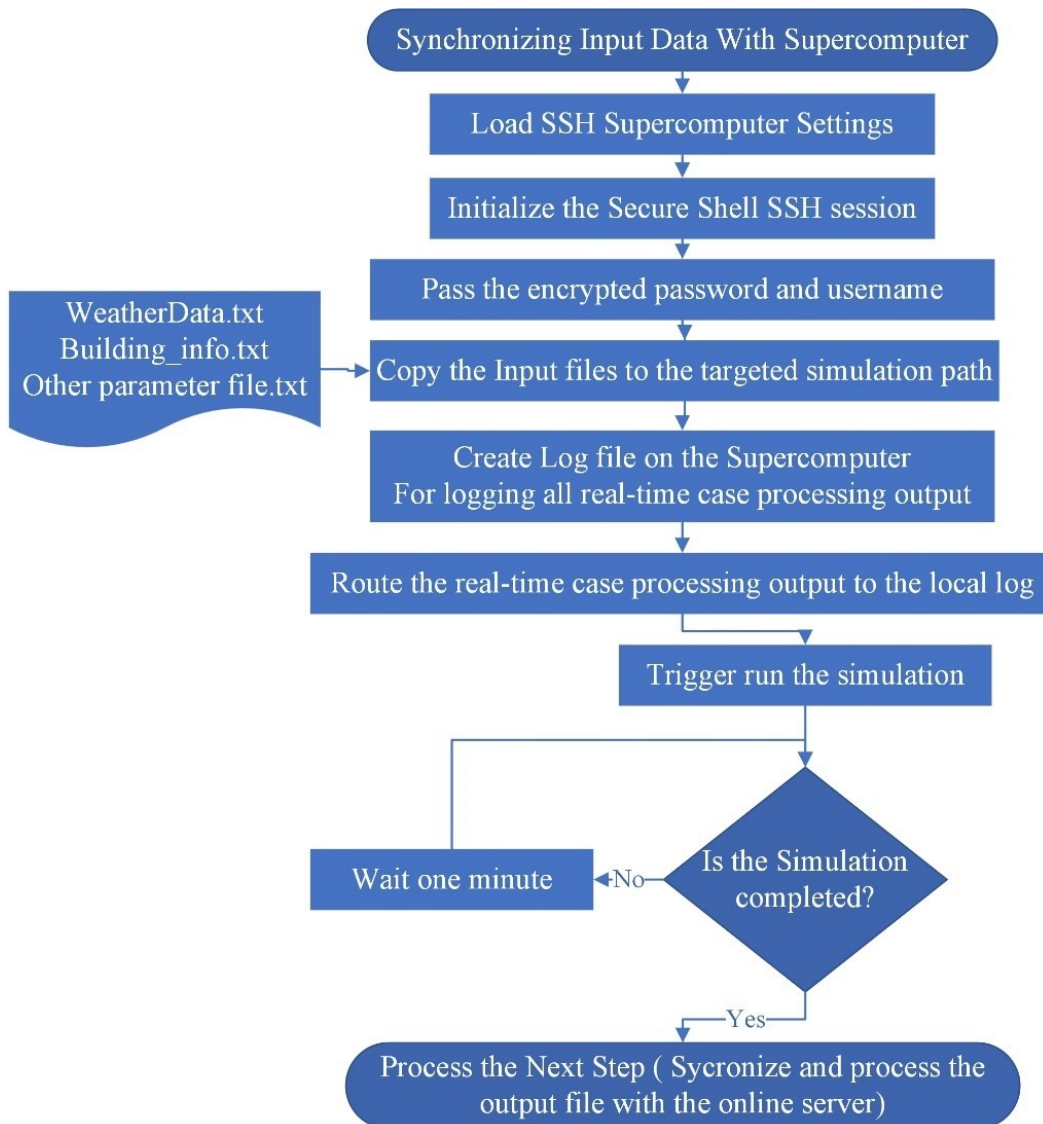 Synchronizing Input Data With Supercomputer
Load SSH Supercomputer Settings
Initialize the Secure Shell SSH session
Pass the encrypted password and username
WeatherData.txt
Building_info.txt
Other parameter file.txt
Copy the Input files to the targeted simulation path
Create Log file on the Supercomputer
For logging all real-time case processing output
Route the real-time case processing output to the local log
Trigger run the simulation
Is the Simulation
completed?
No
Wait one minute
Yes
Process the Next Step ( Sycronize and process the
output file with the online server)